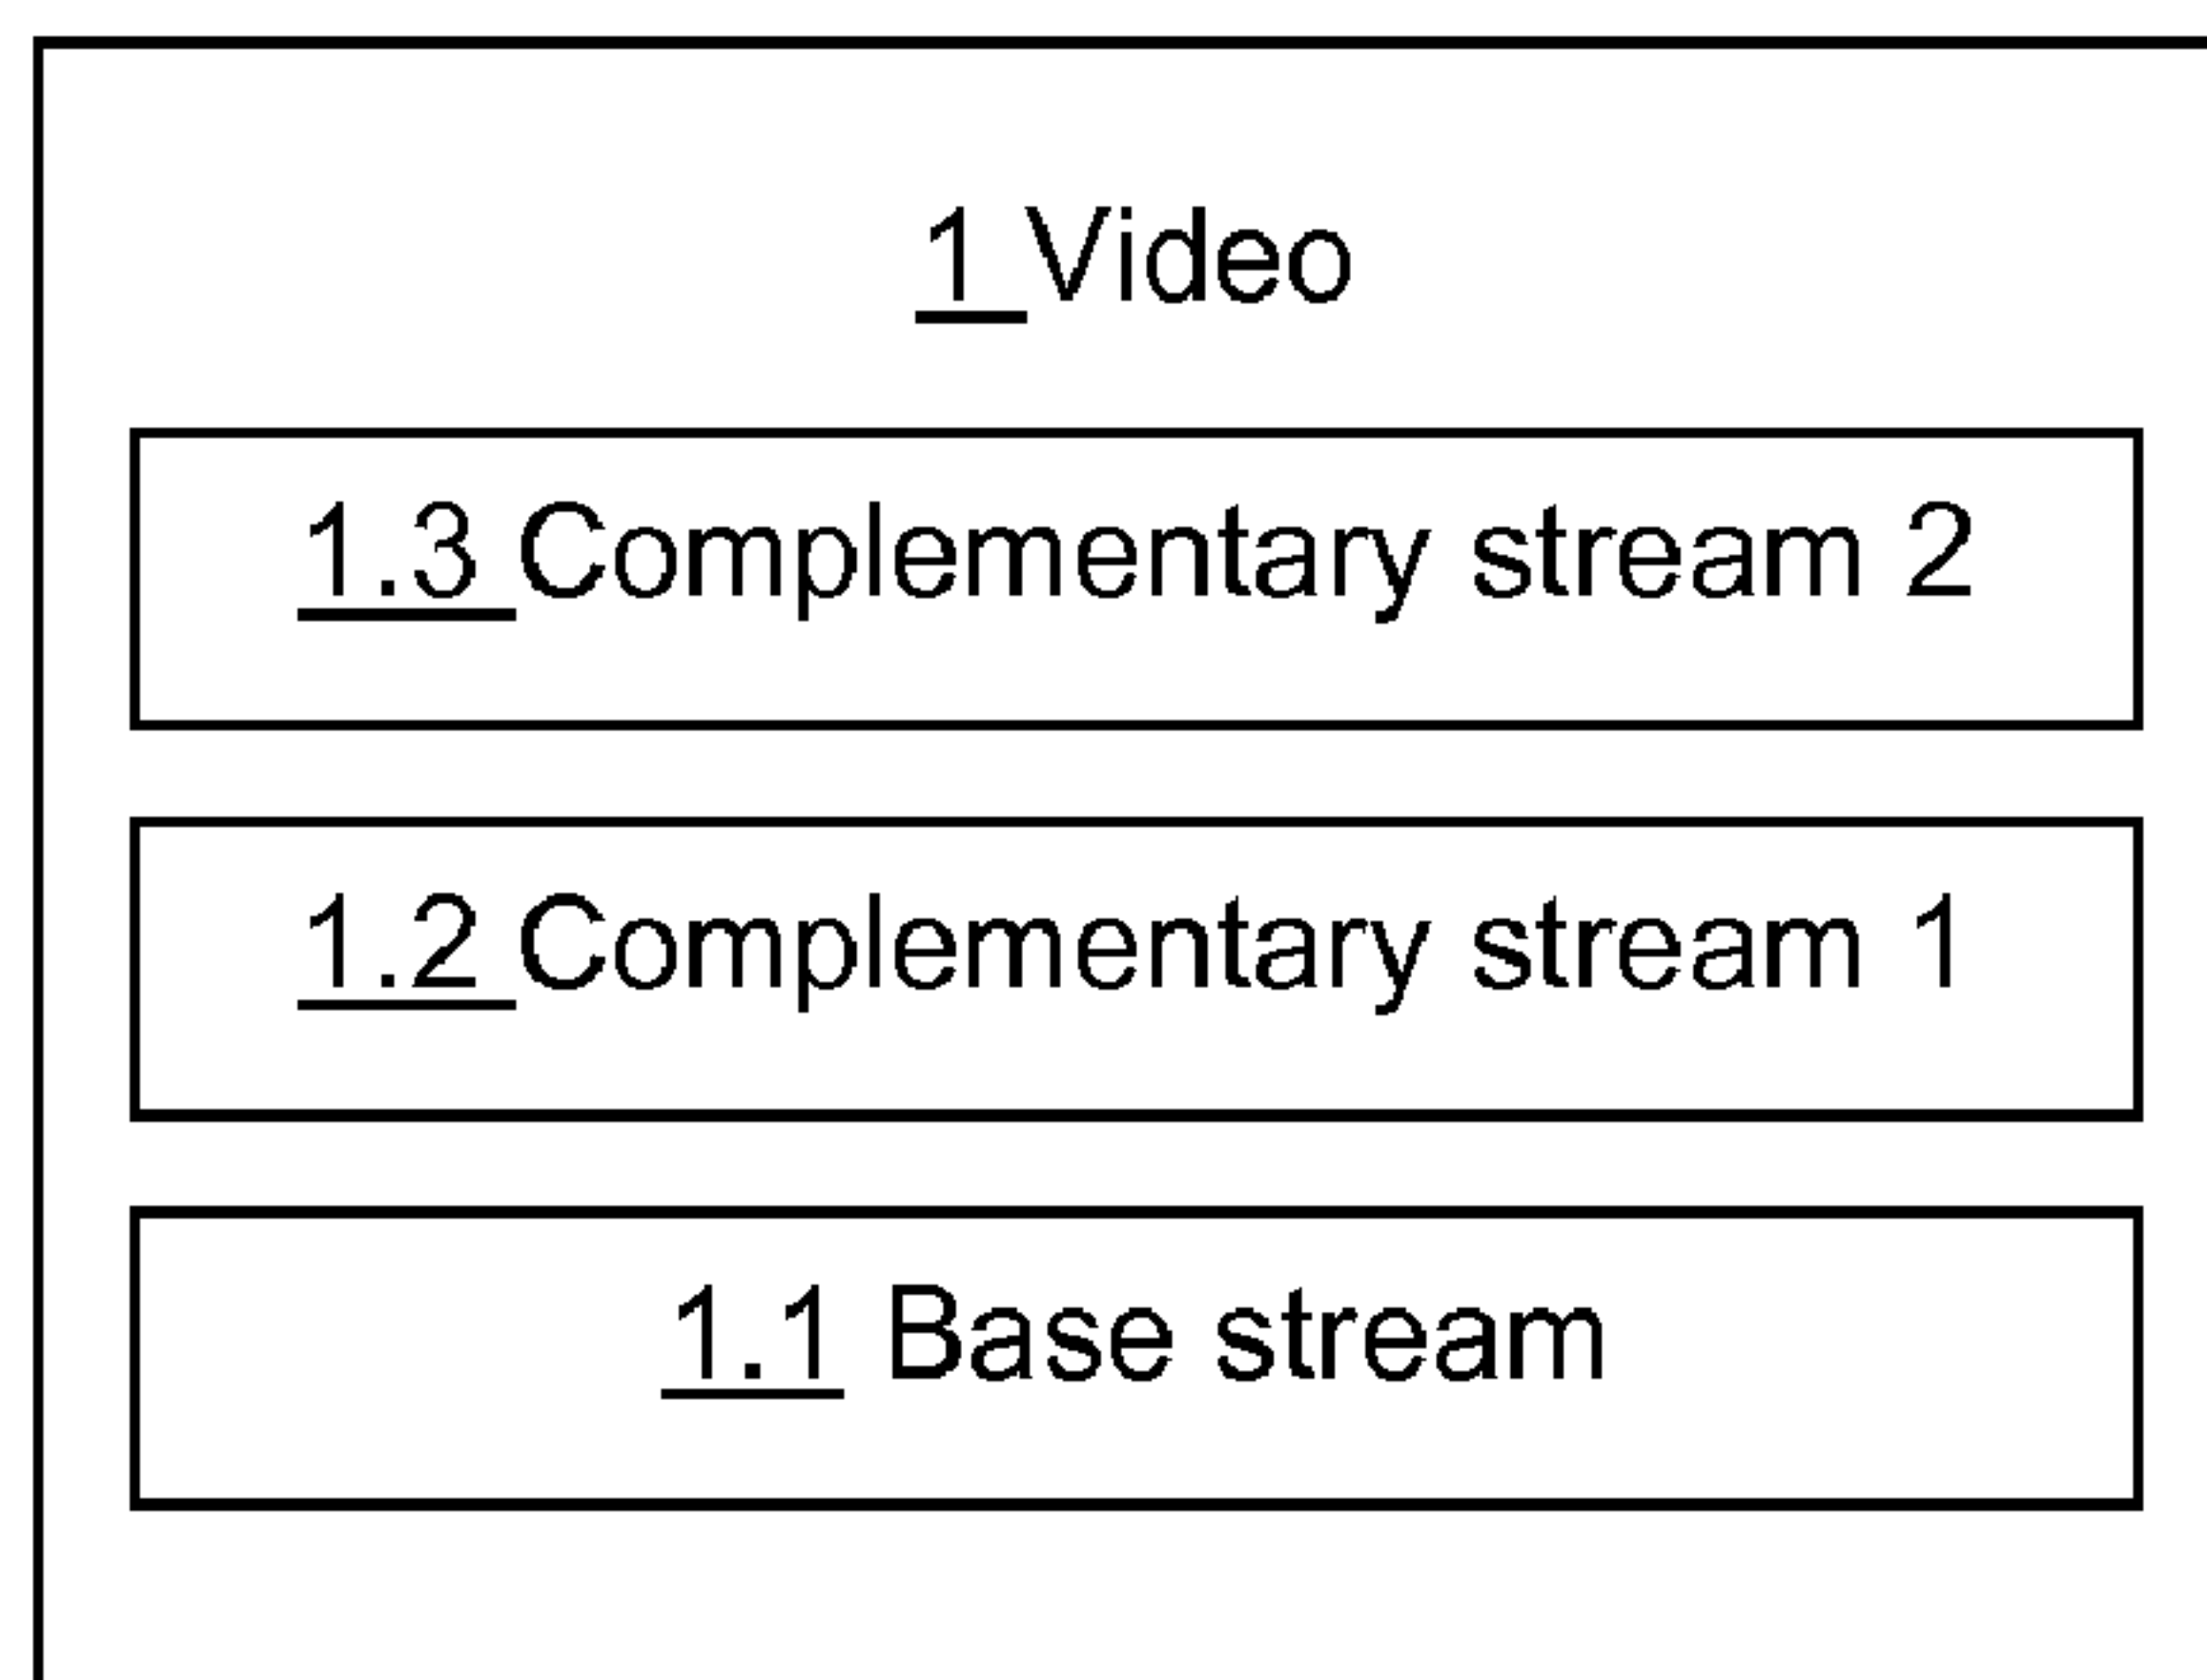 1 Video
1.3 Complementary stream 2
1.2 Complementary stream 1
1.1 Base stream